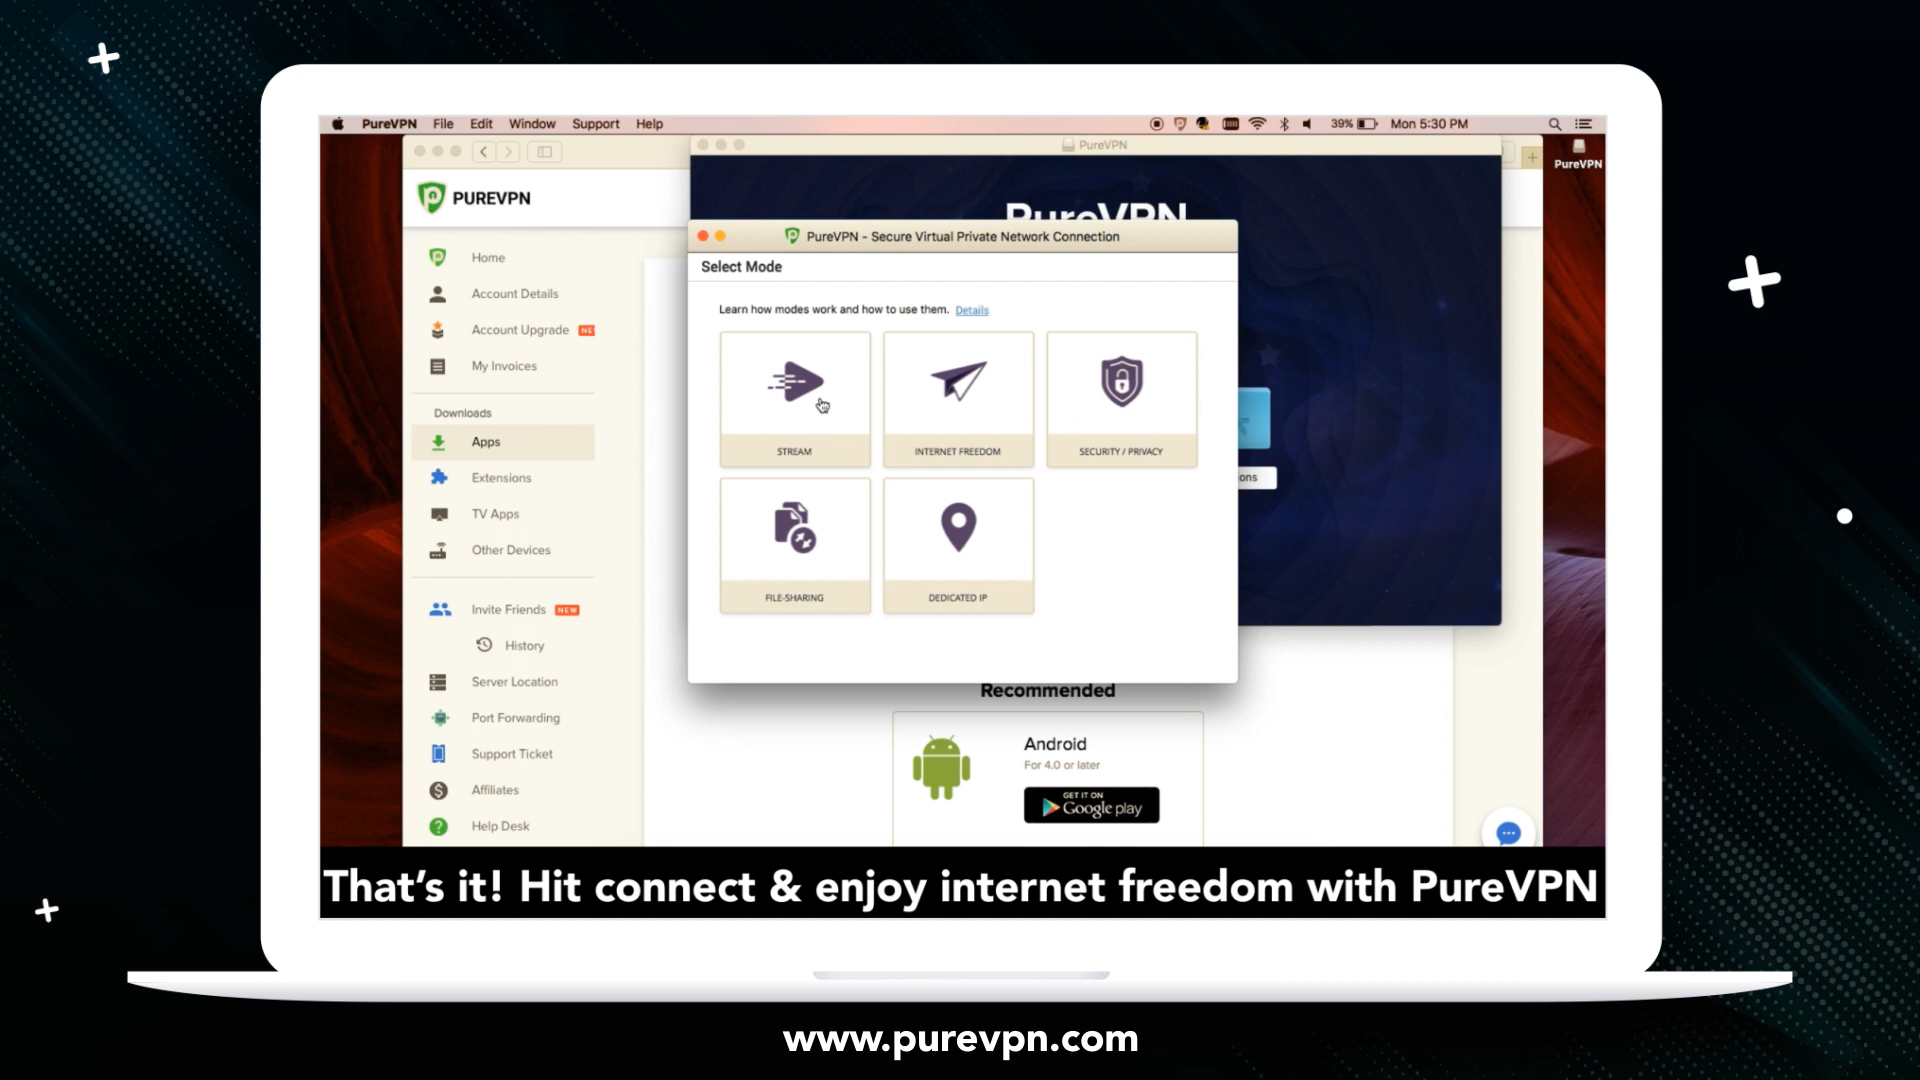 PureVPN File Edit Window Support Help
39% Mon 5:30 PM
PureVPN
PureVPN
PUREVPN
Home
Account Details
Account Upgrade
My Invoices
Downloads
Apps
Extensions
TV Apps
Other Devices
Invite Friends NEW
History
Server Location
Port Forwarding
Support Ticket
Affiliates
Help Desk
PureVPN
PureVPN - Secure Virtual Private Network Connection
Select Mode
Learn how modes work and how to use them. Details
STREAM
INTERNET FREEDOM
SECURITY / PRIVACY
FILE-SHARING
DEDICATED IP
Recommended
Android
For 4.0 or later
GET IT ON
Google play
That's it! Hit connect & enjoy internet freedom with PureVPN
www.purevpn.com